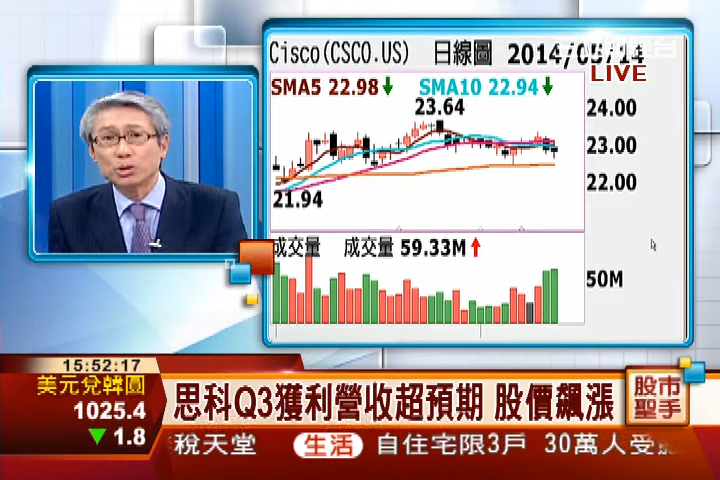 Cisco(CSCO.US) 日線圖 2014/05/14
LIVE
SMA5 22.98↓ SMA10 22.94↓
23.64
24.00
23.00
22.00
21.94
成交量 成交量 59.33M↑
50M
15:52:17
美元兌韓圓
1025.4
▼1.8
思科Q3獲利營收超預期 股價飆漲
股市
聖手
稅天堂 生活 自住宅限3戶 30萬人受